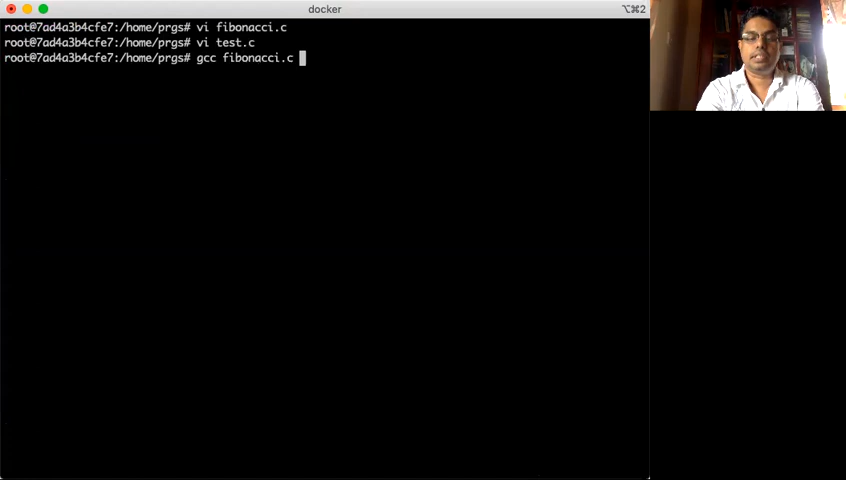 docker
⌥⌘2
root@7ad4a3b4cfe7:/home/prgs# vi fibonacci.c
root@7ad4a3b4cfe7:/home/prgs# vi test.c
root@7ad4a3b4cfe7:/home/prgs# gcc fibonacci.c